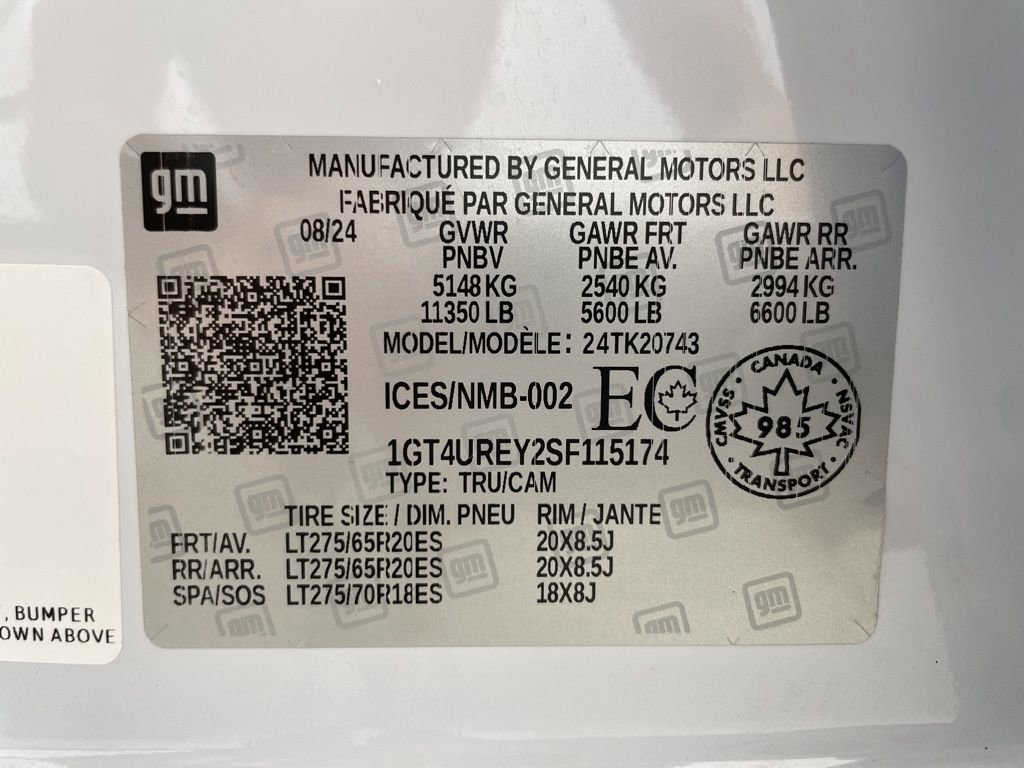 gm
MANUFACTURED BY GENERAL MOTORS LLC
FABRIQUÉ PAR GENERAL MOTORS LLC
08/24 GVWR GAWR FRT GAWR RR
PNBV PNBE AV. PNBE ARR.
5148 KG 2540 KG 2994 KG
11350 LB 5600 LB 6600 LB
MODEL/MODÈLE: 24TK20743
ICES/NMB-002 EC
CANADA
CMVSS 985 NSVAC
TRANSPORT
1GT4UREY2SF115174
TYPE: TRU/CAM
TIRE SIZE / DIM. PNEU RIM / JANTE
FRT/AV. LT275/65R20ES 20X8.5J
RR/ARR. LT275/65R20ES 20X8.5J
SPA/SOS LT275/70R18ES 18X8J
, BUMPER
OWN ABOVE